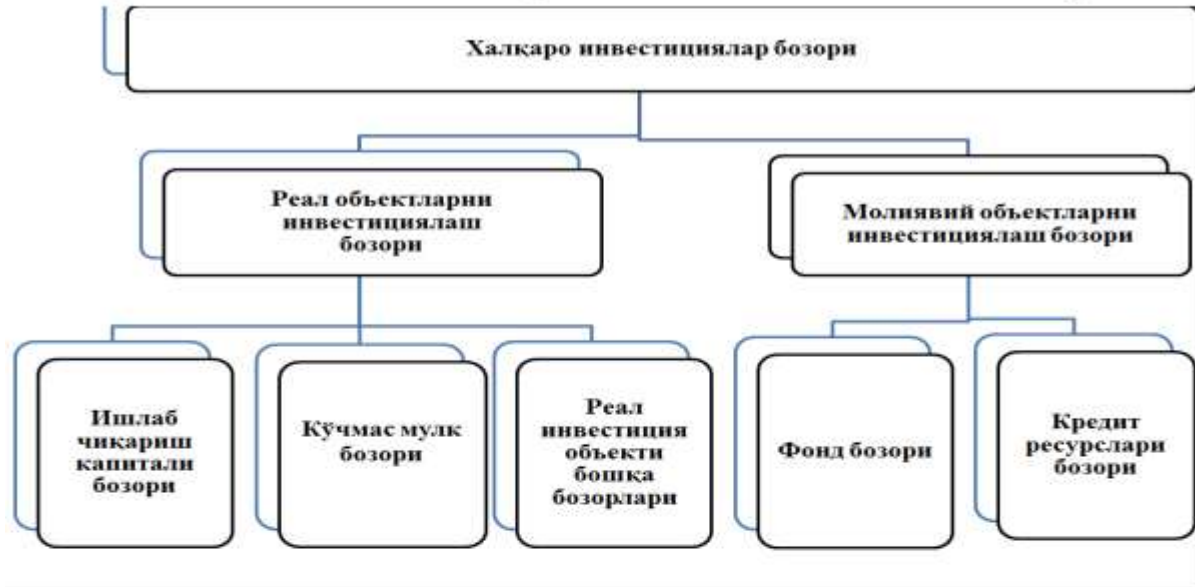 Халқаро инвестициялар бозори
Реал объектларни
инвестициялаш
бозори
Молиявий объектларни
инвестициялаш бозори
Ишлаб
чиқариш
капитали
бозори
Кўчмас мулк
бозори
Реал
инвестиция
объекти
бошқа
бозорлари
Фонд бозори
Кредит
ресурслари
бозори